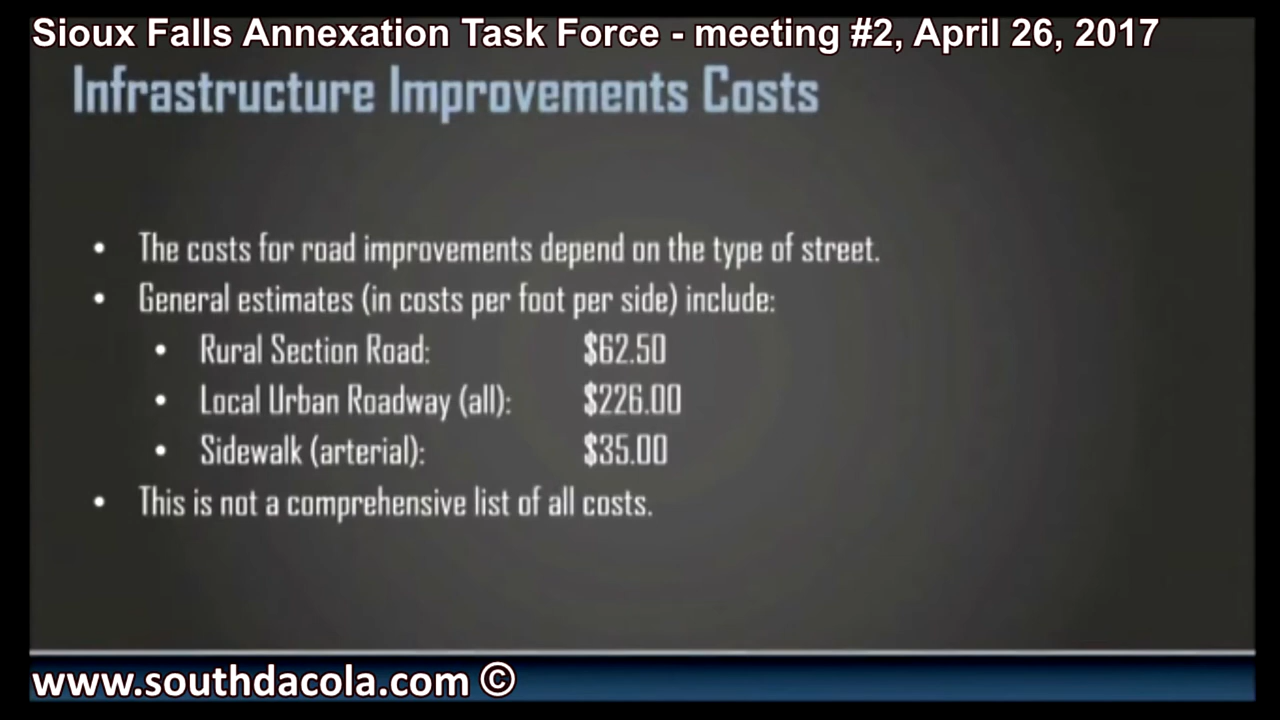 Sioux Falls Annexation Task Force - meeting #2, April 26, 2017
Infrastructure Improvements Costs
• The costs for road improvements depend on the type of street.
• General estimates (in costs per foot per side) include:
• Rural Section Road: $62.50
• Local Urban Roadway (all): $226.00
• Sidewalk (arterial): $35.00
• This is not a comprehensive list of all costs.
www.southdacola.com ©